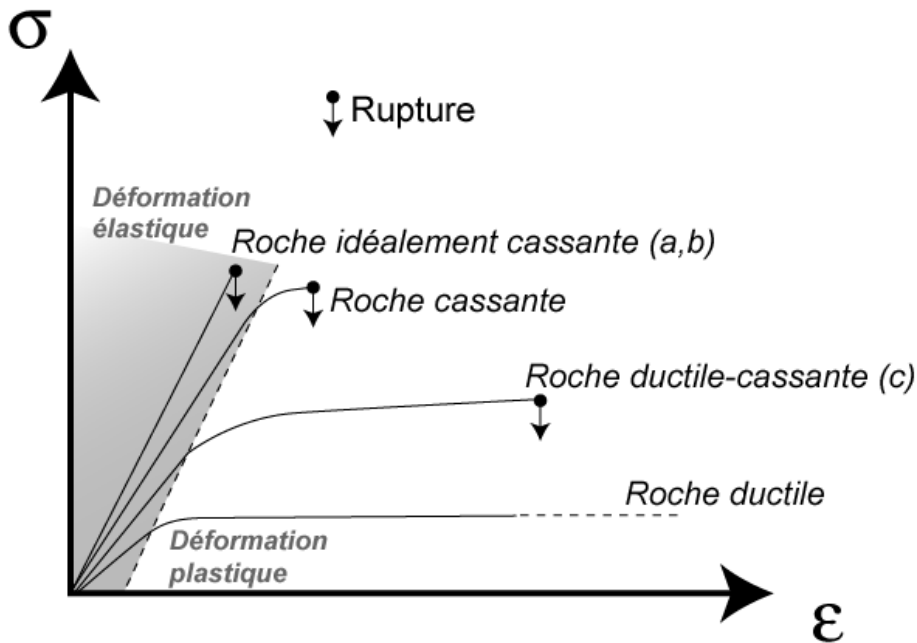 σ
Rupture
Déformation
élastique
Roche idéalement cassante (a,b)
Roche cassante
Roche ductile-cassante (c)
Roche ductile
Déformation
plastique
ε